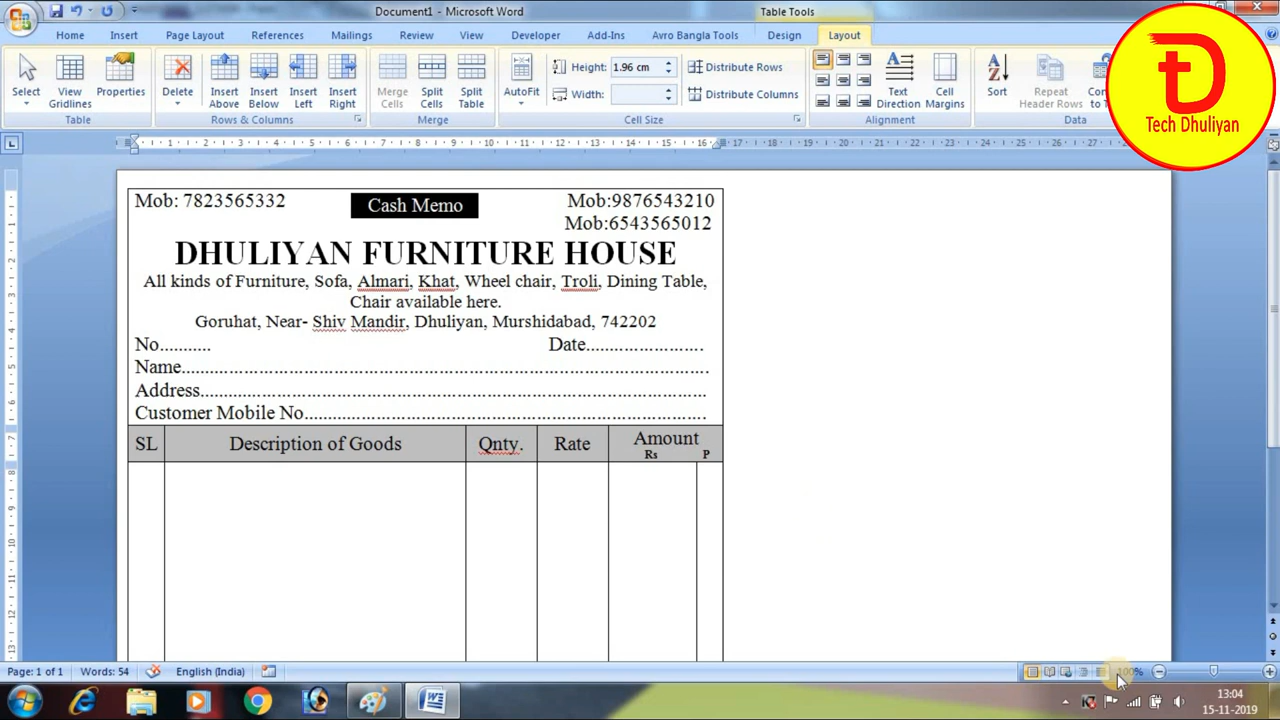 Document1 - Microsoft Word
Table Tools
Home Insert Page Layout References Mailings Review View Developer Add-Ins Avro Bangla Tools Design Layout
Select
View Gridlines
Properties
Delete
Insert Above
Insert Below
Insert Left
Insert Right
Merge Cells
Split Cells
Split Table
AutoFit
Height: 1.96 cm
Width:
Distribute Rows
Distribute Columns
Text Direction
Cell Margins
Sort
Repeat Header Rows
Table
Rows & Columns
Merge
Cell Size
Alignment
Data
Tech Dhuliyan
Mob: 7823565332
Cash Memo
Mob:9876543210
Mob:6543565012
DHULIYAN FURNITURE HOUSE
All kinds of Furniture, Sofa, Almari, Khat, Wheel chair, Troli, Dining Table,
Chair available here.
Goruhat, Near- Shiv Mandir, Dhuliyan, Murshidabad, 742202
No........... Date.........................
Name.......................................................................................
Address....................................................................................
Customer Mobile No....................................................................
SL Description of Goods Qnty. Rate Amount
Rs P
Page: 1 of 1 Words: 54 English (India) 100%
13:04
15-11-2019